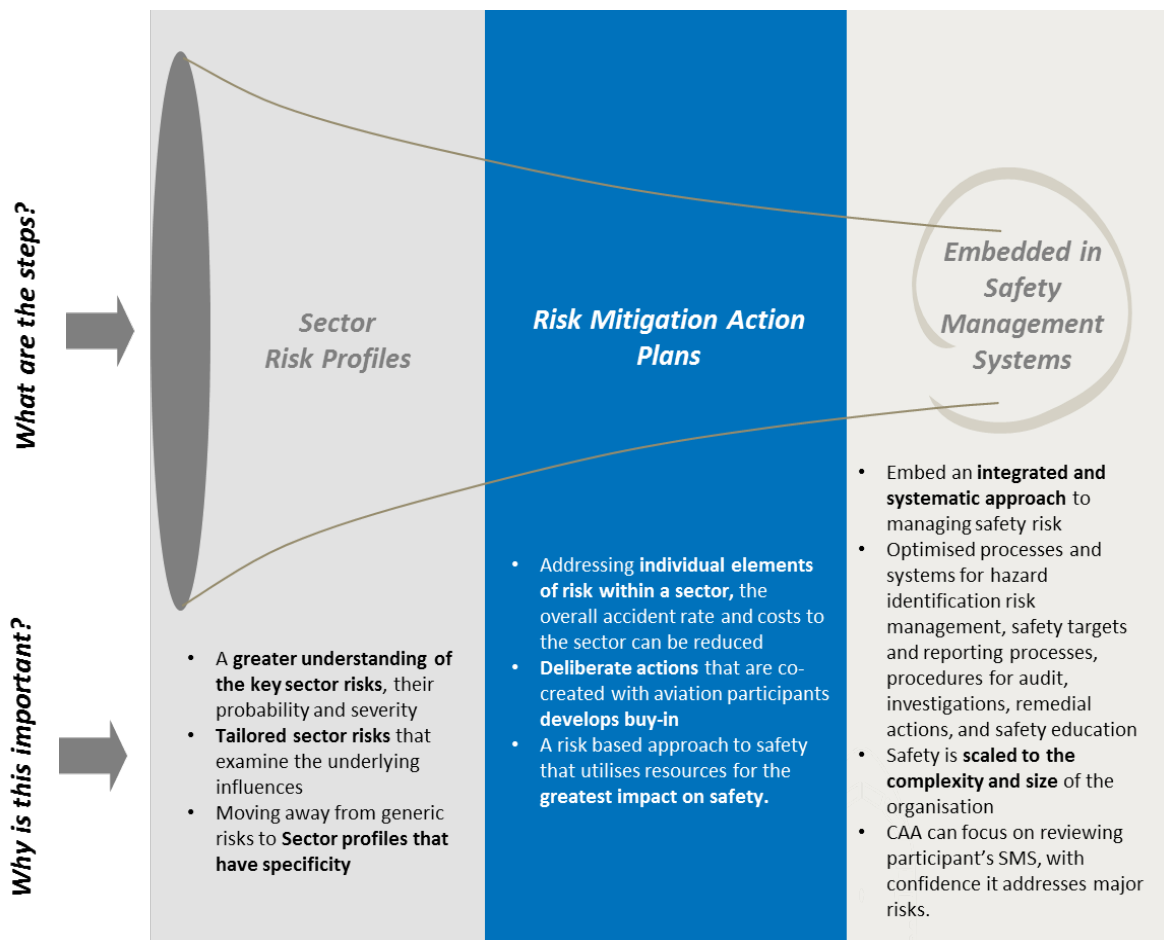 What are the steps?
Sector
Risk Profiles
Risk Mitigation Action
Plans
Embedded in
Safety
Management
Systems
Why is this important?
• A greater understanding of
the key sector risks, their
probability and severity
• Tailored sector risks that
examine the underlying
influences
• Moving away from generic
risks to Sector profiles that
have specificity
• Addressing individual elements
of risk within a sector, the
overall accident rate and costs to
the sector can be reduced
• Deliberate actions that are co-
created with aviation participants
develops buy-in
• A risk based approach to safety
that utilises resources for the
greatest impact on safety.
• Embed an integrated and
systematic approach to
managing safety risk
• Optimised processes and
systems for hazard
identification risk
management, safety targets
and reporting processes,
procedures for audit,
investigations, remedial
actions, and safety education
• Safety is scaled to the
complexity and size of the
organisation
• CAA can focus on reviewing
participant's SMS, with
confidence it addresses major
risks.